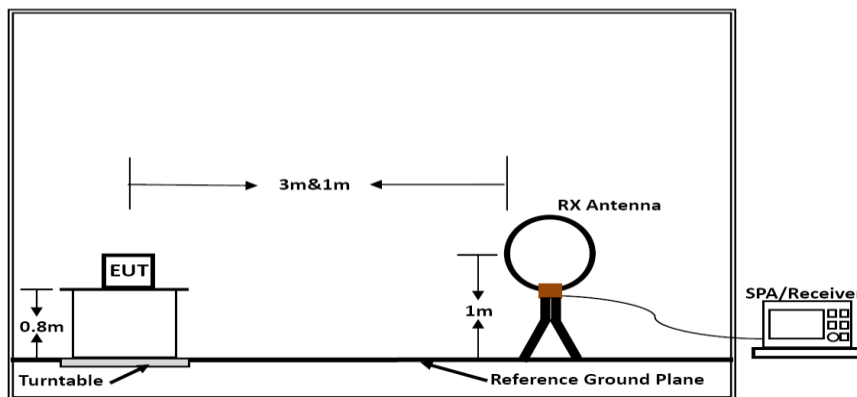 3m&1m
RX Antenna
EUT
SPA/Receiver
0.8m
1m
Turntable
Reference Ground Plane